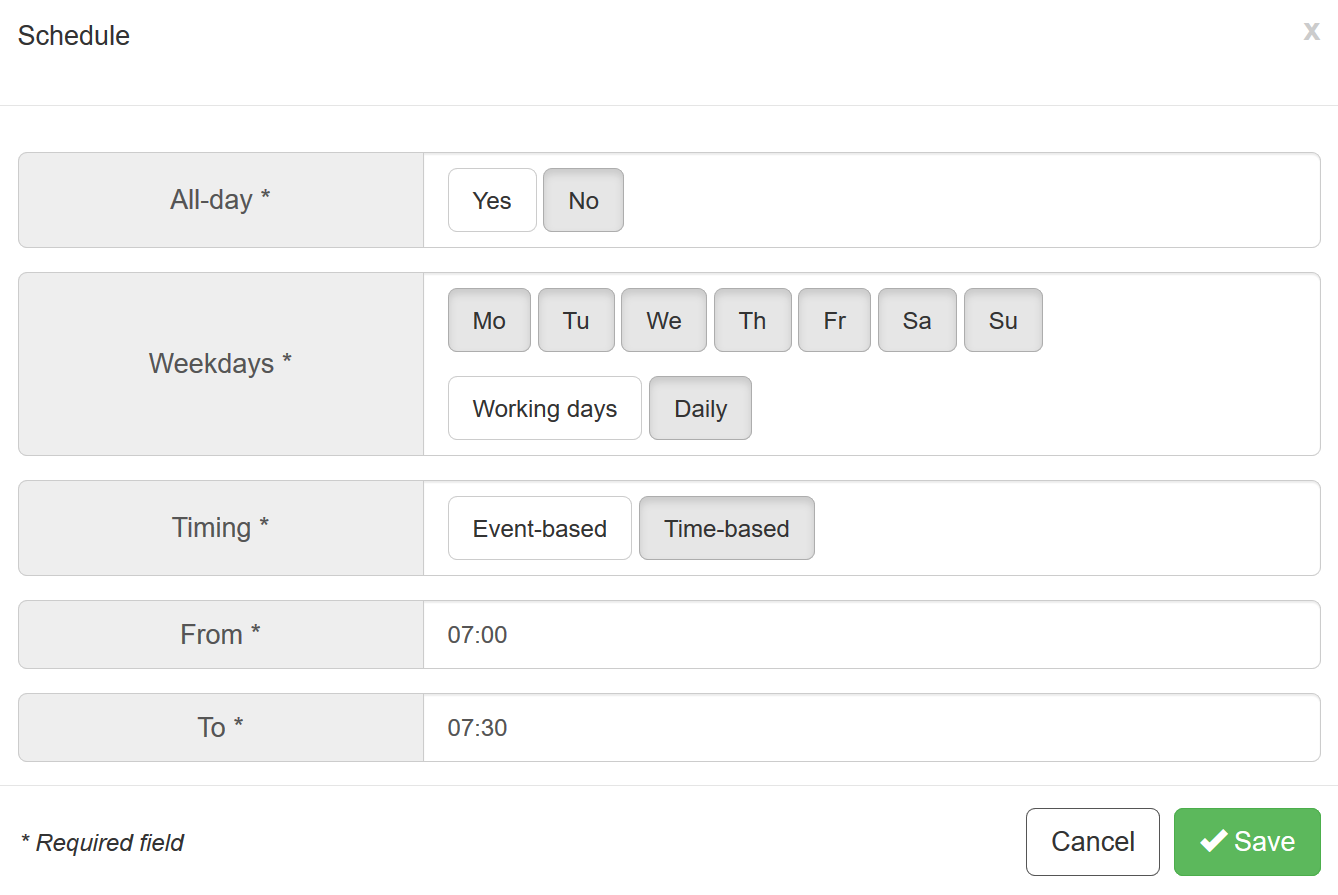 Schedule x
All-day * Yes No
Weekdays * Mo Tu We Th Fr Sa Su
Working days Daily
Timing * Event-based Time-based
From * 07:00
To * 07:30
* Required field Cancel Save